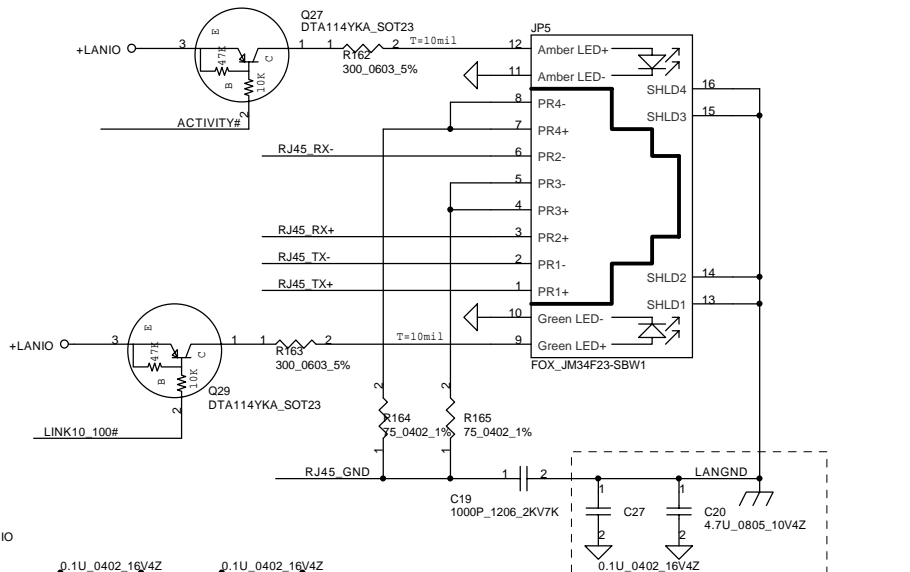 Q27
DTA114YKA_SOT23
+LANIO
3
E
47K
B
C
10K
2
1
1
R162
2
T=10mil
300_0603_5%
ACTIVITY#
JP5
12
Amber LED+
11
Amber LED-
8
PR4-
7
PR4+
RJ45_RX-
6
PR2-
5
PR3-
4
PR3+
RJ45_RX+
3
PR2+
RJ45_TX-
2
PR1-
RJ45_TX+
1
PR1+
10
Green LED-
9
Green LED+
FOX_JM34F23-SBW1
SHLD4
16
SHLD3
15
SHLD2
14
SHLD1
13
+LANIO
3
E
47K
B
C
10K
2
1
1
R163
2
T=10mil
300_0603_5%
Q29
DTA114YKA_SOT23
LINK10_100#
2
R164
75_0402_1%
1
2
R165
75_0402_1%
1
RJ45_GND
1
2
C19
1000P_1206_2KV7K
LANGND
1
C27
2
0.1U_0402_16V4Z
1
C20
4.7U_0805_10V4Z
2
IO
0.1U_0402_16V4Z
0.1U_0402_16V4Z